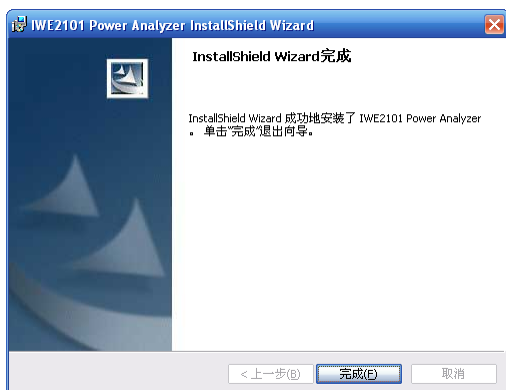 IWE2101 Power Analyzer InstallShield Wizard
InstallShield Wizard完成
InstallShield Wizard 成功地安装了 IWE2101 Power Analyzer
。 单击“完成”退出向导。
< 上一步(B)
完成(F)
取消